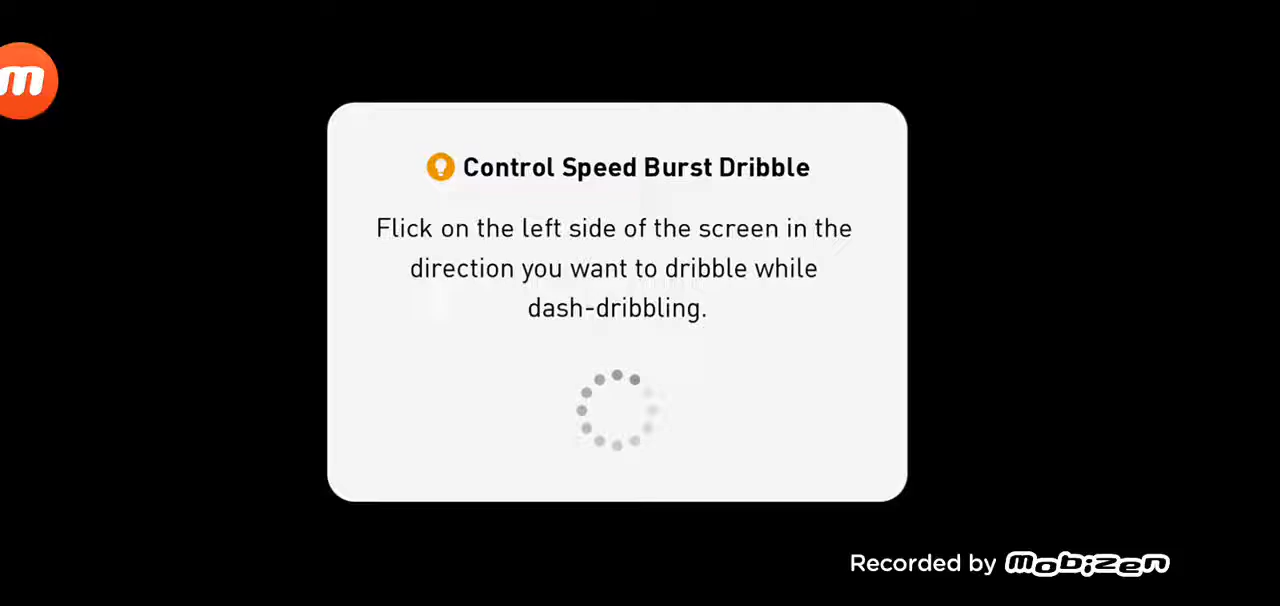 m
Control Speed Burst Dribble
Flick on the left side of the screen in the
direction you want to dribble while
dash-dribbling.
Recorded by mobizen